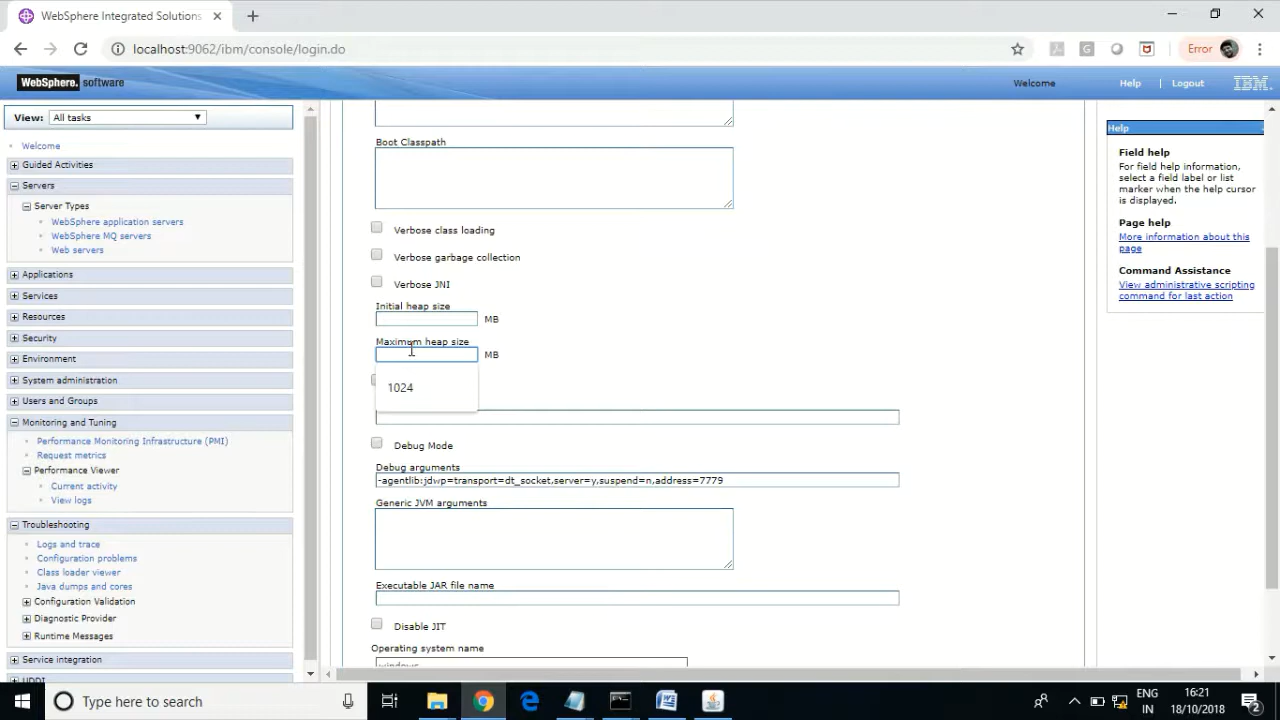 WebSphere Integrated Solutions
localhost:9062/ibm/console/login.do
Error
WebSphere. software
Welcome
Help
Logout
IBM.
View: All tasks
Welcome
Guided Activities
Servers
Server Types
WebSphere application servers
WebSphere MQ servers
Web servers
Applications
Services
Resources
Security
Environment
System administration
Users and Groups
Monitoring and Tuning
Performance Monitoring Infrastructure (PMI)
Request metrics
Performance Viewer
Current activity
View logs
Troubleshooting
Logs and trace
Configuration problems
Class loader viewer
Java dumps and cores
Configuration Validation
Diagnostic Provider
Runtime Messages
Service integration
UDDI
Boot Classpath
Verbose class loading
Verbose garbage collection
Verbose JNI
Initial heap size
MB
Maximum heap size
MB
1024
Debug Mode
Debug arguments
-agentlib:jdwp=transport=dt_socket,server=y,suspend=n,address=7779
Generic JVM arguments
Executable JAR file name
Disable JIT
Operating system name
windows
Help
Field help
For field help information,
select a field label or list
marker when the help cursor
is displayed.
Page help
More information about this
page
Command Assistance
View administrative scripting
command for last action
Type here to search
ENG
IN
16:21
18/10/2018
2